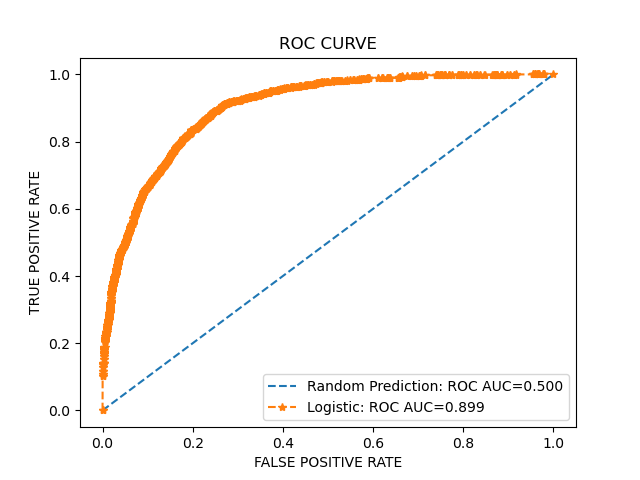 ROC CURVE
1.0
0.8
0.6
0.4
0.2
0.0
TRUE POSITIVE RATE
Random Prediction: ROC AUC=0.500
Logistic: ROC AUC=0.899
0.0 0.2 0.4 0.6 0.8 1.0
FALSE POSITIVE RATE